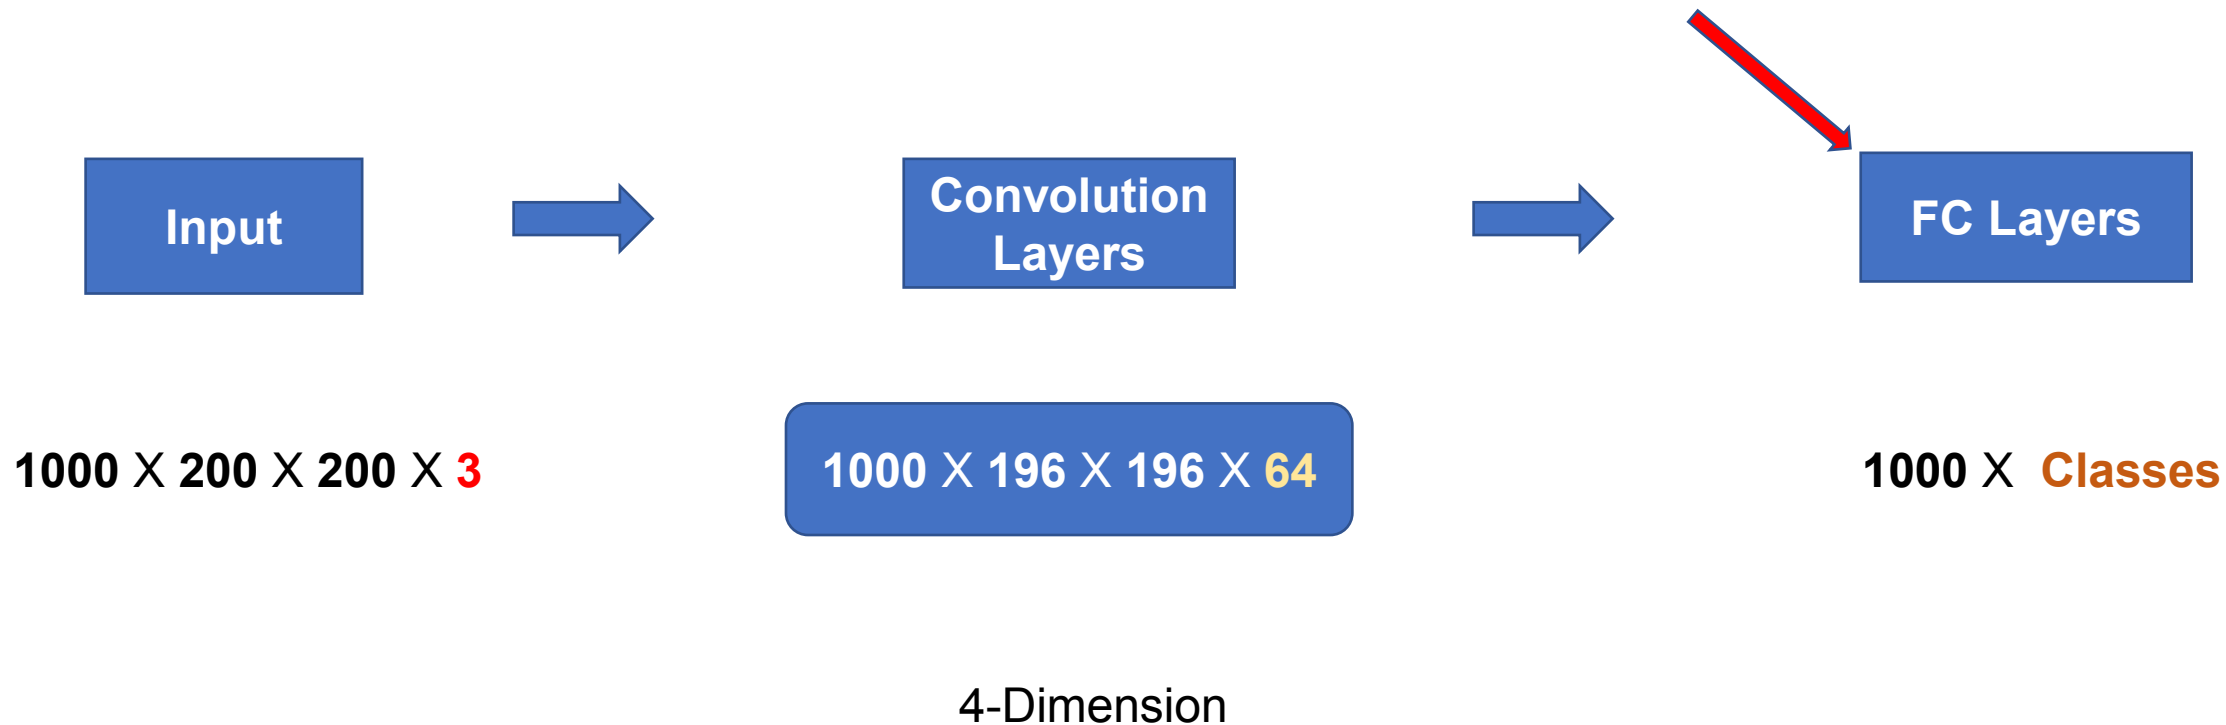 Input
Convolution
Layers
FC Layers
1000 X 200 X 200 X 3
1000 X 196 X 196 X 64
1000 X Classes
4-Dimension